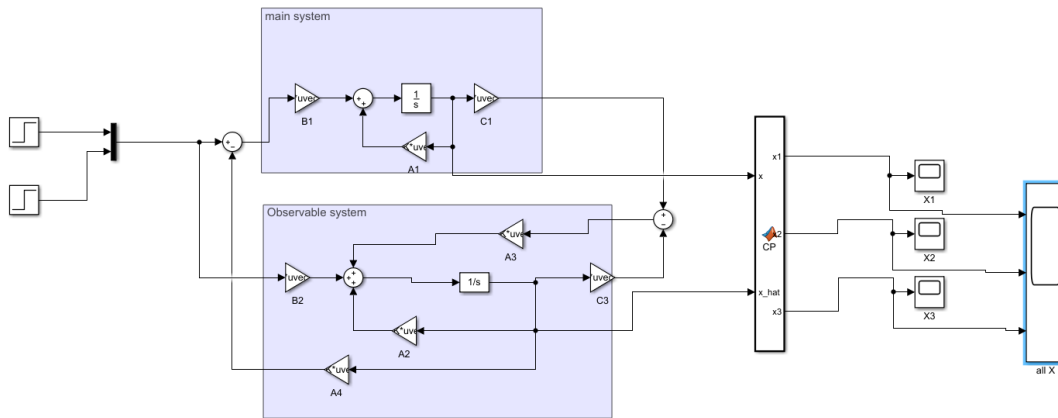 main system
B1
1
s
C1
*uve
A1
x1
x
X1
Observable system
x2
CP
X2
A3
B2
1/s
C3
x_hat
x3
X3
A2
A4
all X